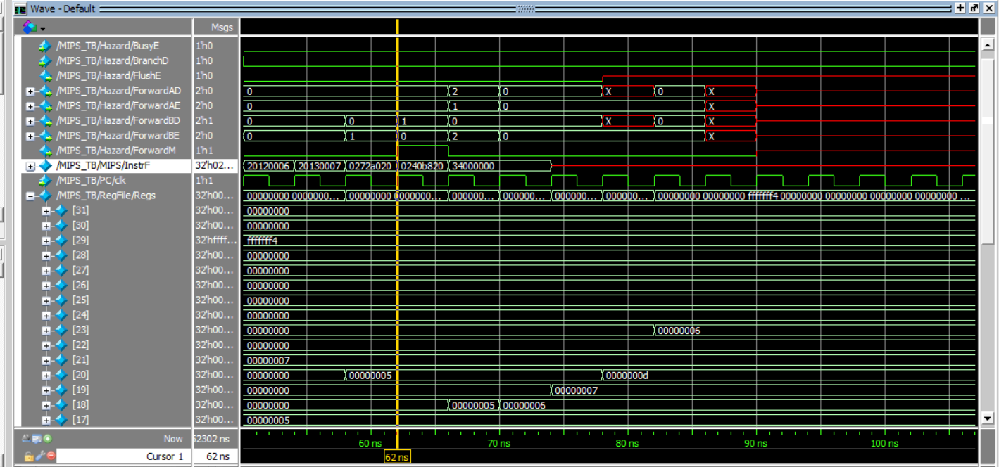 Wave - Default
Msgs
/MIPS_TB/Hazard/BusyE 1'h0
/MIPS_TB/Hazard/BranchD 1'h0
/MIPS_TB/Hazard/FlushE 1'h0
/MIPS_TB/Hazard/ForwardAD 2'h0 0 2 0 X 0 X
/MIPS_TB/Hazard/ForwardAE 2'h0 0 1 0 X
/MIPS_TB/Hazard/ForwardBD 2'h1 0 0 1 0 X 0 X
/MIPS_TB/Hazard/ForwardBE 2'h0 0 1 0 2 0 X
/MIPS_TB/Hazard/ForwardM 1'h1
/MIPS_TB/MIPS/InstrF 32'h02... 20120006 20130007 0272a020 0240b820 34000000
/MIPS_TB/PC/clk 1'h1
/MIPS_TB/RegFile/Regs 32'h00... 00000000 0000000... 00000000 0000000... 000000... 000000... 000000... 000000... 00000000 00000000 fffffff4 00000000 00000000 00000000 00000000 ...
[31] 32'h00... 00000000
[30] 32'h00... 00000000
[29] 32'hffff... fffffff4
[28] 32'h00... 00000000
[27] 32'h00... 00000000
[26] 32'h00... 00000000
[25] 32'h00... 00000000
[24] 32'h00... 00000000
[23] 32'h00... 00000000 00000006
[22] 32'h00... 00000000
[21] 32'h00... 00000007
[20] 32'h00... 00000000 00000005 0000000d
[19] 32'h00... 00000000 00000007
[18] 32'h00... 00000000 00000005 00000006
[17] 32'h00... 00000005
Now 52302 ns 60 ns 70 ns 80 ns 90 ns 100 ns
Cursor 1 62 ns 62 ns